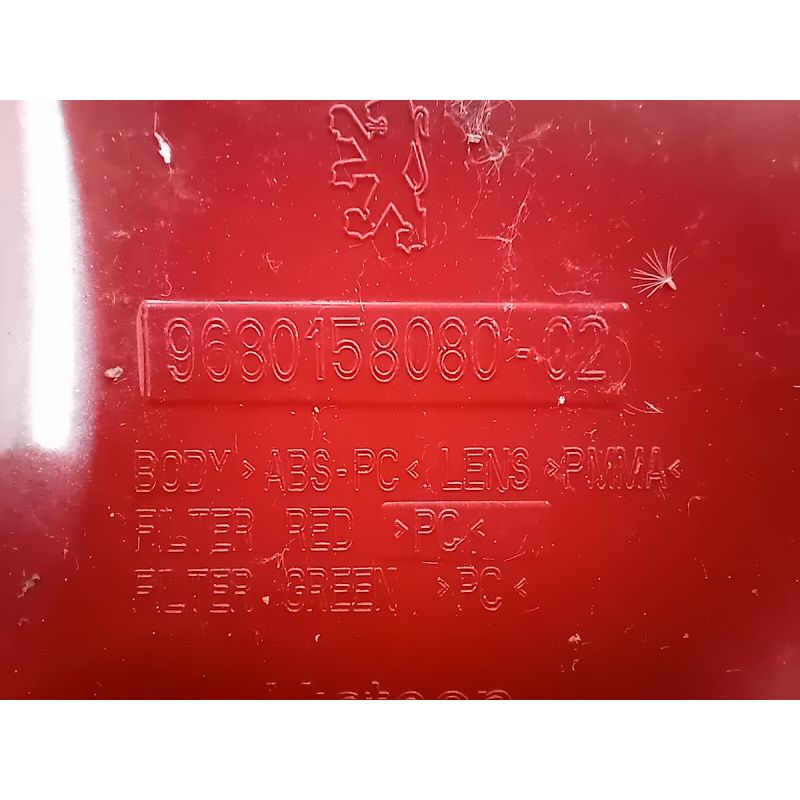 9680158080-02
BODY >ABS-PC< LENS >PMMA<
FILTER RED >PC<
FILTER GREEN >PC<